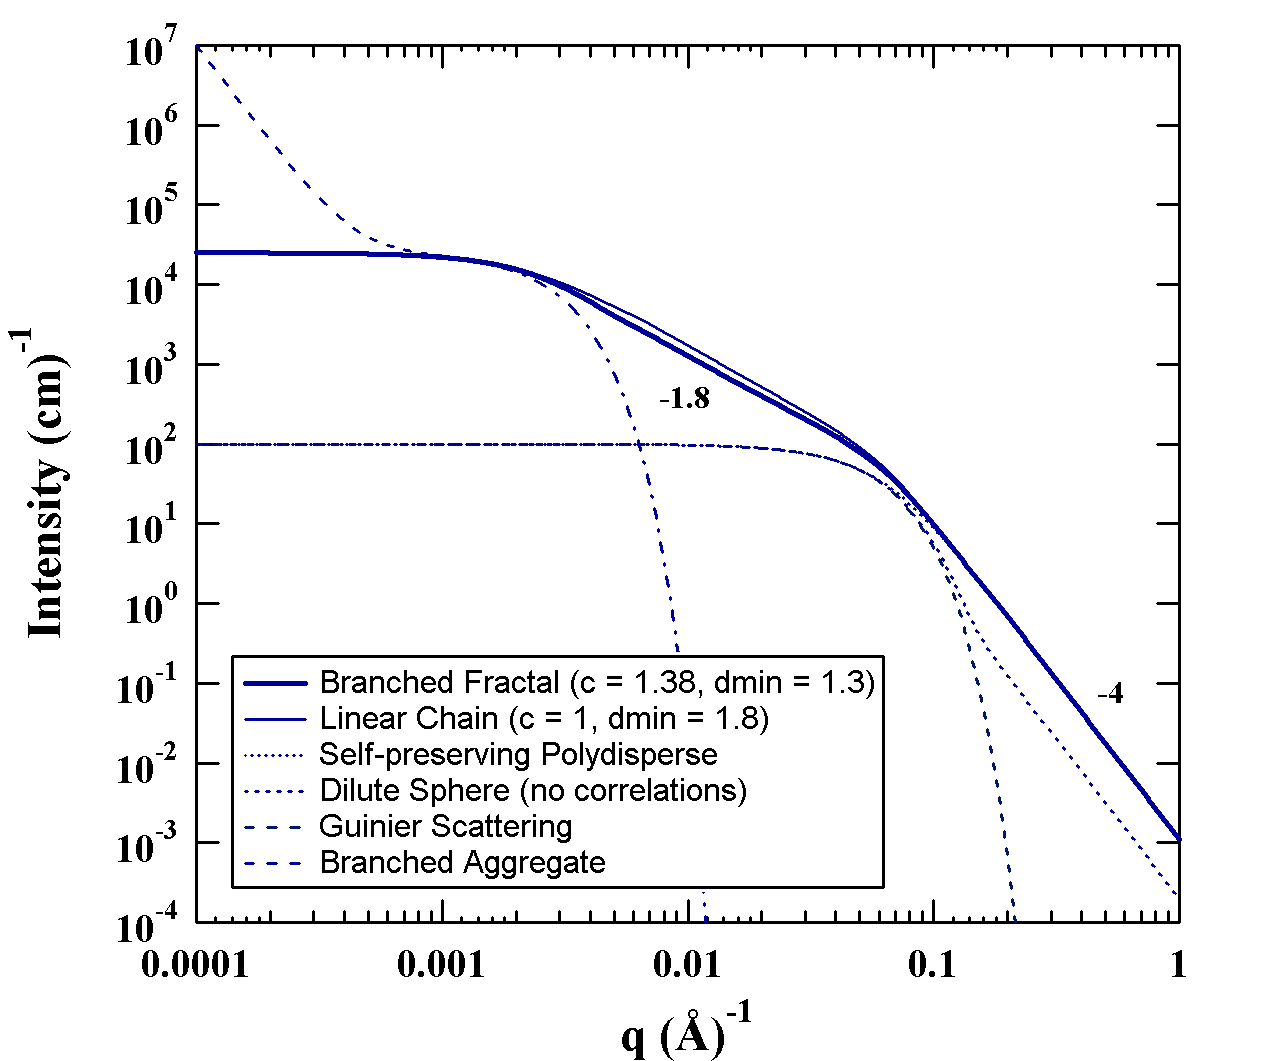 10^7
10^6
10^5
10^4
10^3
10^2
10^1
10^0
10^-1
10^-2
10^-3
10^-4
Intensity (cm)^-1
-1.8
-4
Branched Fractal (c = 1.38, dmin = 1.3)
Linear Chain (c = 1, dmin = 1.8)
Self-preserving Polydisperse
Dilute Sphere (no correlations)
Guinier Scattering
Branched Aggregate
0.0001 0.001 0.01 0.1 1
q (Å)^-1